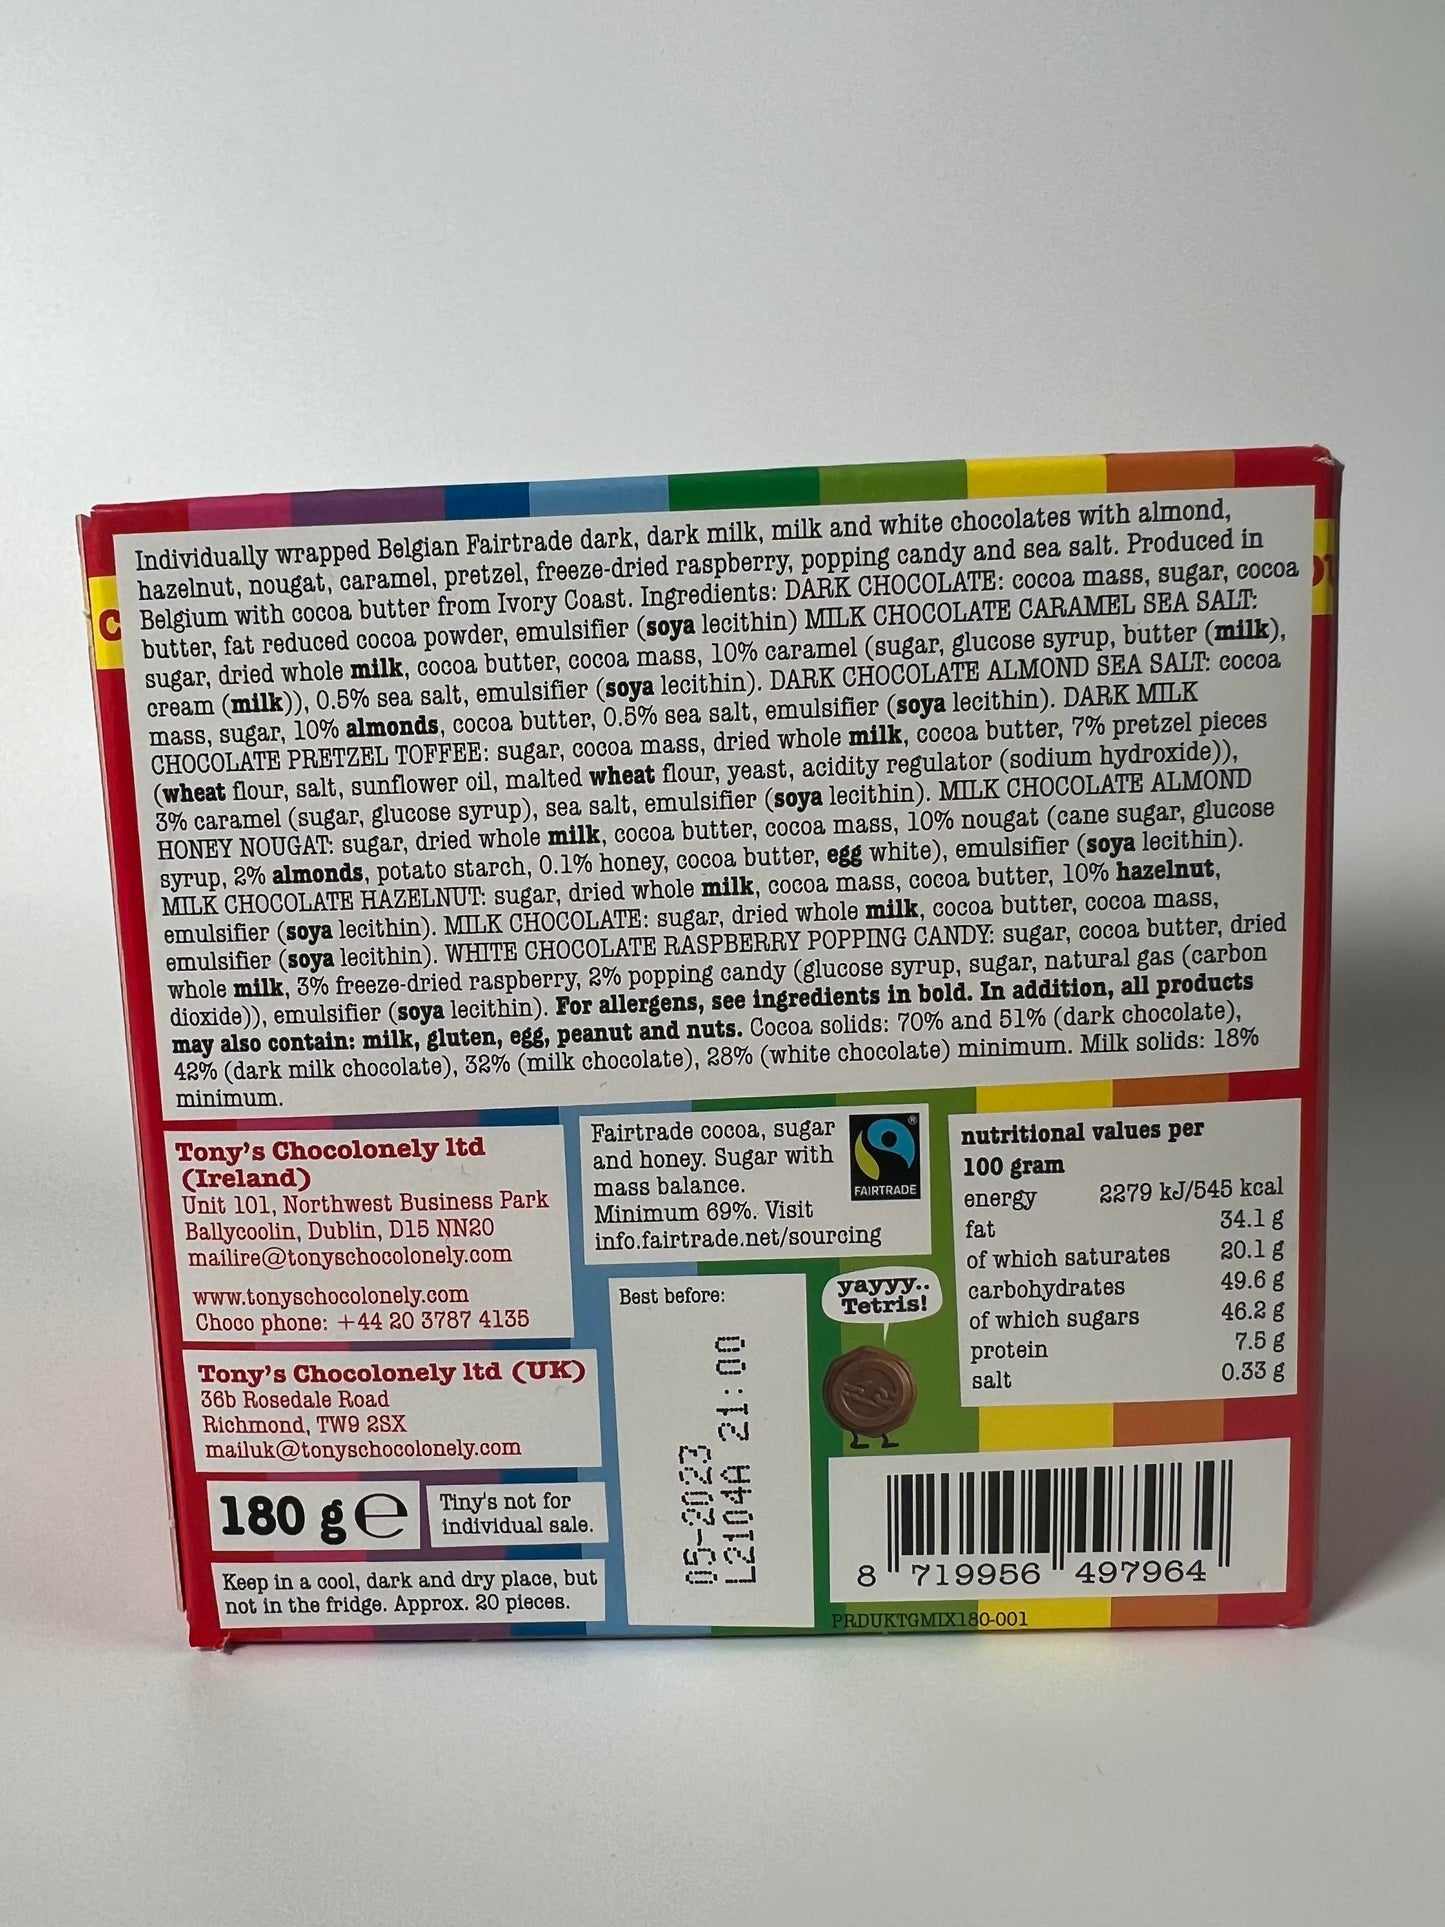 Individually wrapped Belgian Fairtrade dark, dark milk, milk and white chocolates with almond,
hazelnut, nougat, caramel, pretzel, freeze-dried raspberry, popping candy and sea salt. Produced in
Belgium with cocoa butter from Ivory Coast. Ingredients: DARK CHOCOLATE: cocoa mass, sugar, cocoa
butter, fat reduced cocoa powder, emulsifier (soya lecithin) MILK CHOCOLATE CARAMEL SEA SALT:
sugar, dried whole milk, cocoa butter, cocoa mass, 10% caramel (sugar, glucose syrup, butter (milk),
cream (milk)), 0.5% sea salt, emulsifier (soya lecithin). DARK CHOCOLATE ALMOND SEA SALT: cocoa
mass, sugar, 10% almonds, cocoa butter, 0.5% sea salt, emulsifier (soya lecithin). DARK MILK
CHOCOLATE PRETZEL TOFFEE: sugar, cocoa mass, dried whole milk, cocoa butter, 7% pretzel pieces
(wheat flour, salt, sunflower oil, malted wheat flour, yeast, acidity regulator (sodium hydroxide)),
3% caramel (sugar, glucose syrup), sea salt, emulsifier (soya lecithin). MILK CHOCOLATE ALMOND
HONEY NOUGAT: sugar, dried whole milk, cocoa butter, cocoa mass, 10% nougat (cane sugar, glucose
syrup, 2% almonds, potato starch, 0.1% honey, cocoa butter, egg white), emulsifier (soya lecithin).
MILK CHOCOLATE HAZELNUT: sugar, dried whole milk, cocoa mass, cocoa butter, 10% hazelnut,
emulsifier (soya lecithin). MILK CHOCOLATE: sugar, dried whole milk, cocoa butter, cocoa mass,
emulsifier (soya lecithin). WHITE CHOCOLATE RASPBERRY POPPING CANDY: sugar, cocoa butter, dried
whole milk, 3% freeze-dried raspberry, 2% popping candy (glucose syrup, sugar, natural gas (carbon
dioxide)), emulsifier (soya lecithin). For allergens, see ingredients in bold. In addition, all products
may also contain: milk, gluten, egg, peanut and nuts. Cocoa solids: 70% and 51% (dark chocolate),
42% (dark milk chocolate), 32% (milk chocolate), 28% (white chocolate) minimum. Milk solids: 18%
minimum.
Tony's Chocolonely ltd
(Ireland)
Unit 101, Northwest Business Park
Ballycoolin, Dublin, D15 NN20
mailire@tonyschocolonely.com
www.tonyschocolonely.com
Choco phone: +44 20 3787 4135
Tony's Chocolonely ltd (UK)
36b Rosedale Road
Richmond, TW9 2SX
mailuk@tonyschocolonely.com
180 g e
Tiny's not for
individual sale.
Keep in a cool, dark and dry place, but
not in the fridge. Approx. 20 pieces.
Fairtrade cocoa, sugar
and honey. Sugar with
mass balance.
Minimum 69%. Visit
info.fairtrade.net/sourcing
FAIRTRADE
Best before:
05-2023
L2104A 21:00
yayyy..
Tetris!
nutritional values per
100 gram
energy 2279 kJ/545 kcal
fat 34.1 g
of which saturates 20.1 g
carbohydrates 49.6 g
of which sugars 46.2 g
protein 7.5 g
salt 0.33 g
8 719956 497964
PRDUKTGMIX180-001